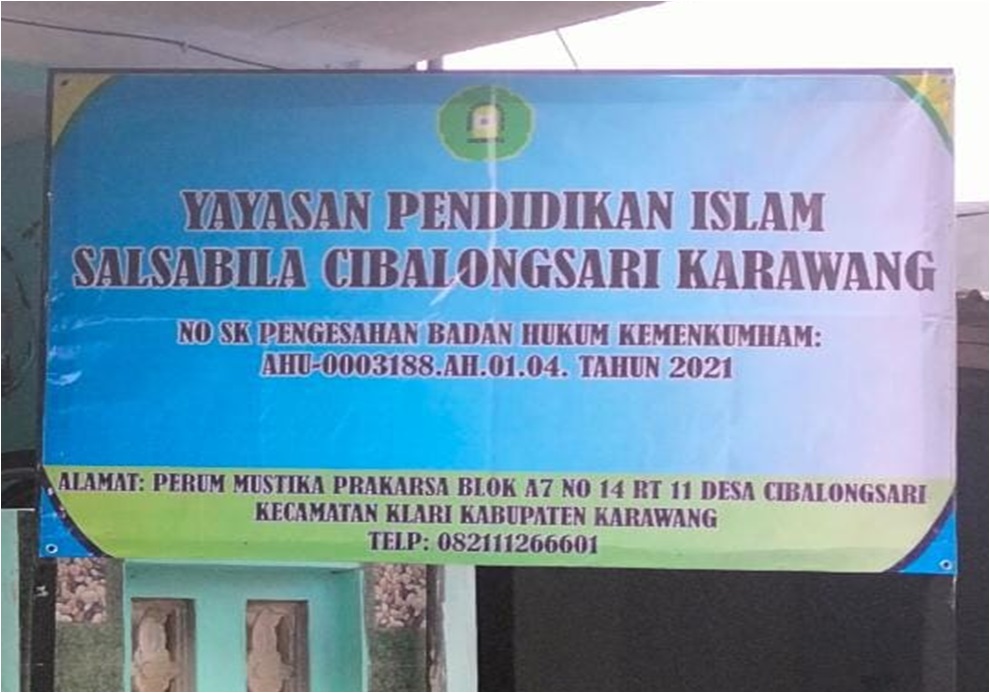 YAYASAN PENDIDIKAN ISLAM
SALSABILA CIBALONGSARI KARAWANG
NO SK PENGESAHAN BADAN HUKUM KEMENKUMHAM:
AHU-0003188.AH.01.04. TAHUN 2021
ALAMAT: PERUM MUSTIKA PRAKARSA BLOK A7 NO 14 RT 11 DESA CIBALONGSARI
KECAMATAN KLARI KABUPATEN KARAWANG
TELP: 082111266601